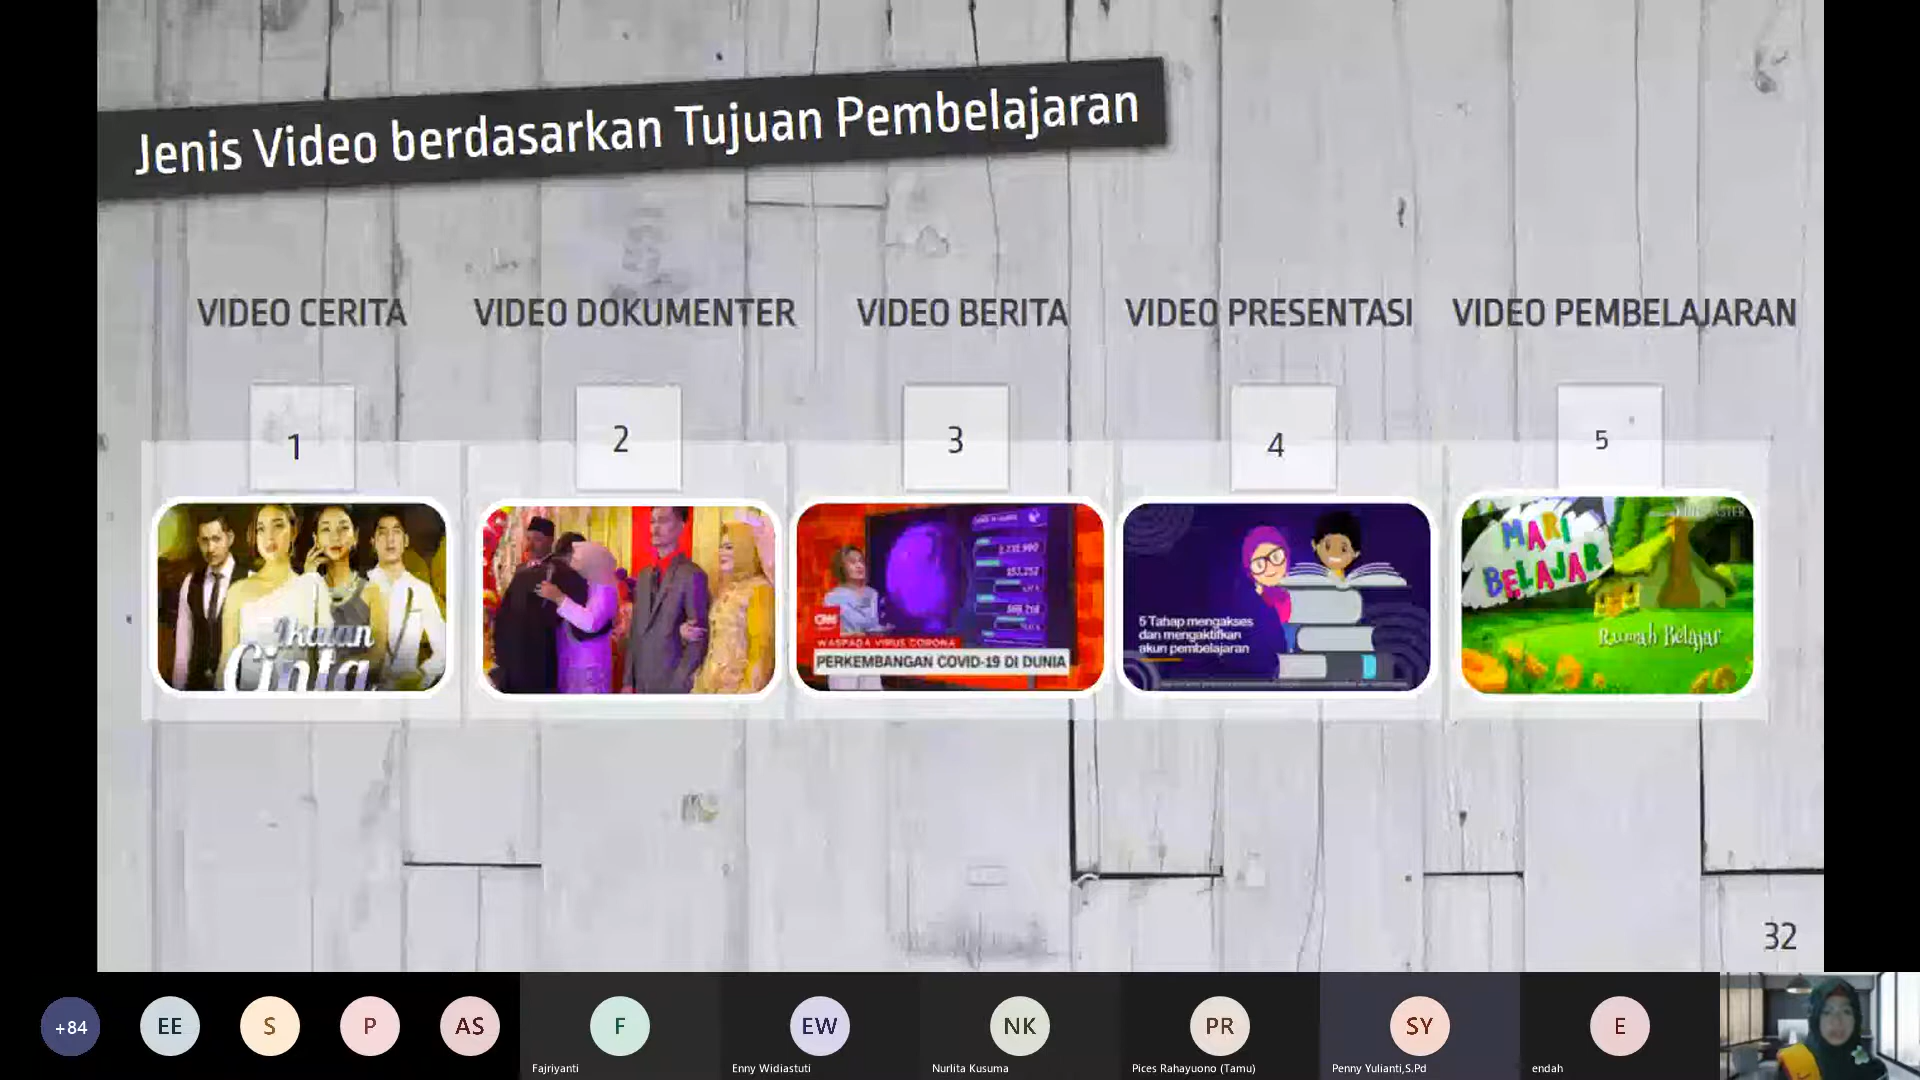 Jenis Video berdasarkan Tujuan Pembelajaran
VIDEO CERITA
VIDEO DOKUMENTER
VIDEO BERITA
VIDEO PRESENTASI
VIDEO PEMBELAJARAN
1
2
3
4
5
Ikatan
Cinta
CNN
WASPADA VIRUS CORONA
PERKEMBANGAN COVID-19 DI DUNIA
5 Tahap mengakses
dan mengaktifkan
akun pembelajaran
MARI
BELAJAR
Rumah Belajar
32
+84
EE
S
P
AS
F
EW
NK
PR
SY
E
Fajriyanti
Enny Widiastuti
Nurlita Kusuma
Pices Rahayuono (Tamu)
Penny Yulianti,S.Pd
endah